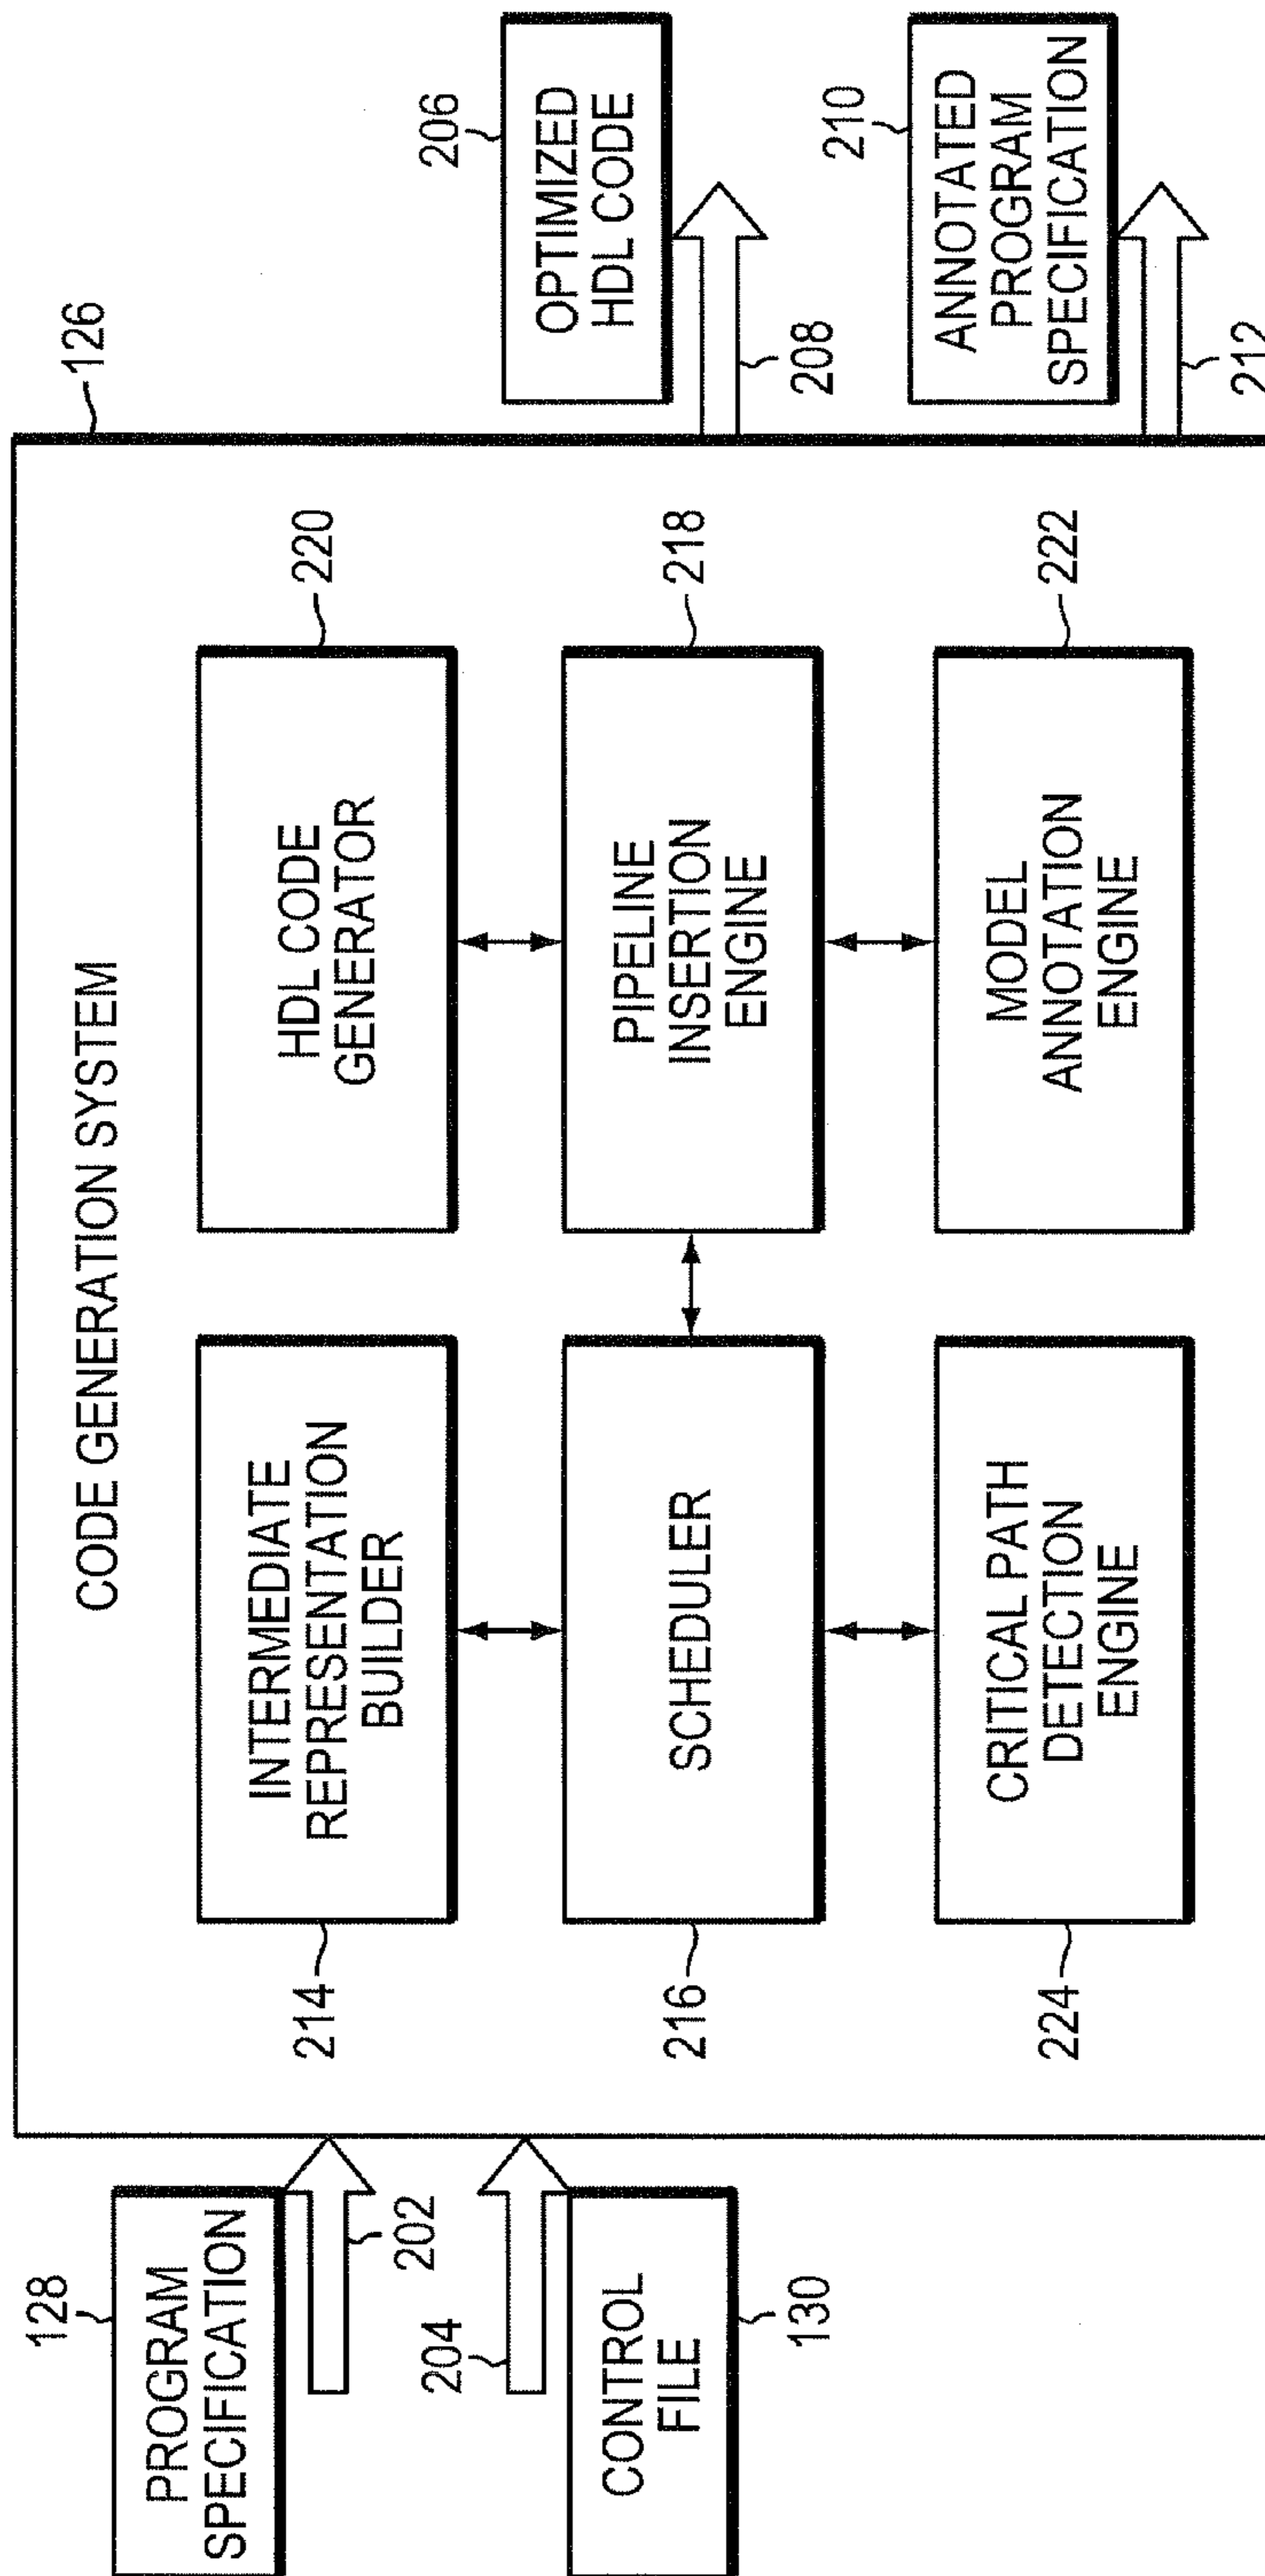 128
PROGRAM
SPECIFICATION
202
204
CONTROL
FILE
130
CODE GENERATION SYSTEM
126
214
INTERMEDIATE
REPRESENTATION
BUILDER
HDL CODE
GENERATOR
220
216
SCHEDULER
PIPELINE
INSERTION
ENGINE
218
224
CRITICAL PATH
DETECTION
ENGINE
MODEL
ANNOTATION
ENGINE
222
206
OPTIMIZED
HDL CODE
208
210
ANNOTATED
PROGRAM
SPECIFICATION
212